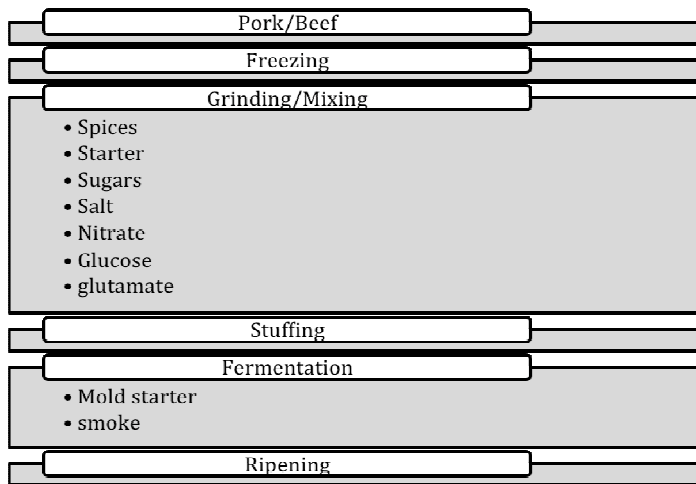 Pork/Beef
Freezing
Grinding/Mixing
• Spices
• Starter
• Sugars
• Salt
• Nitrate
• Glucose
• glutamate
Stuffing
Fermentation
• Mold starter
• smoke
Ripening